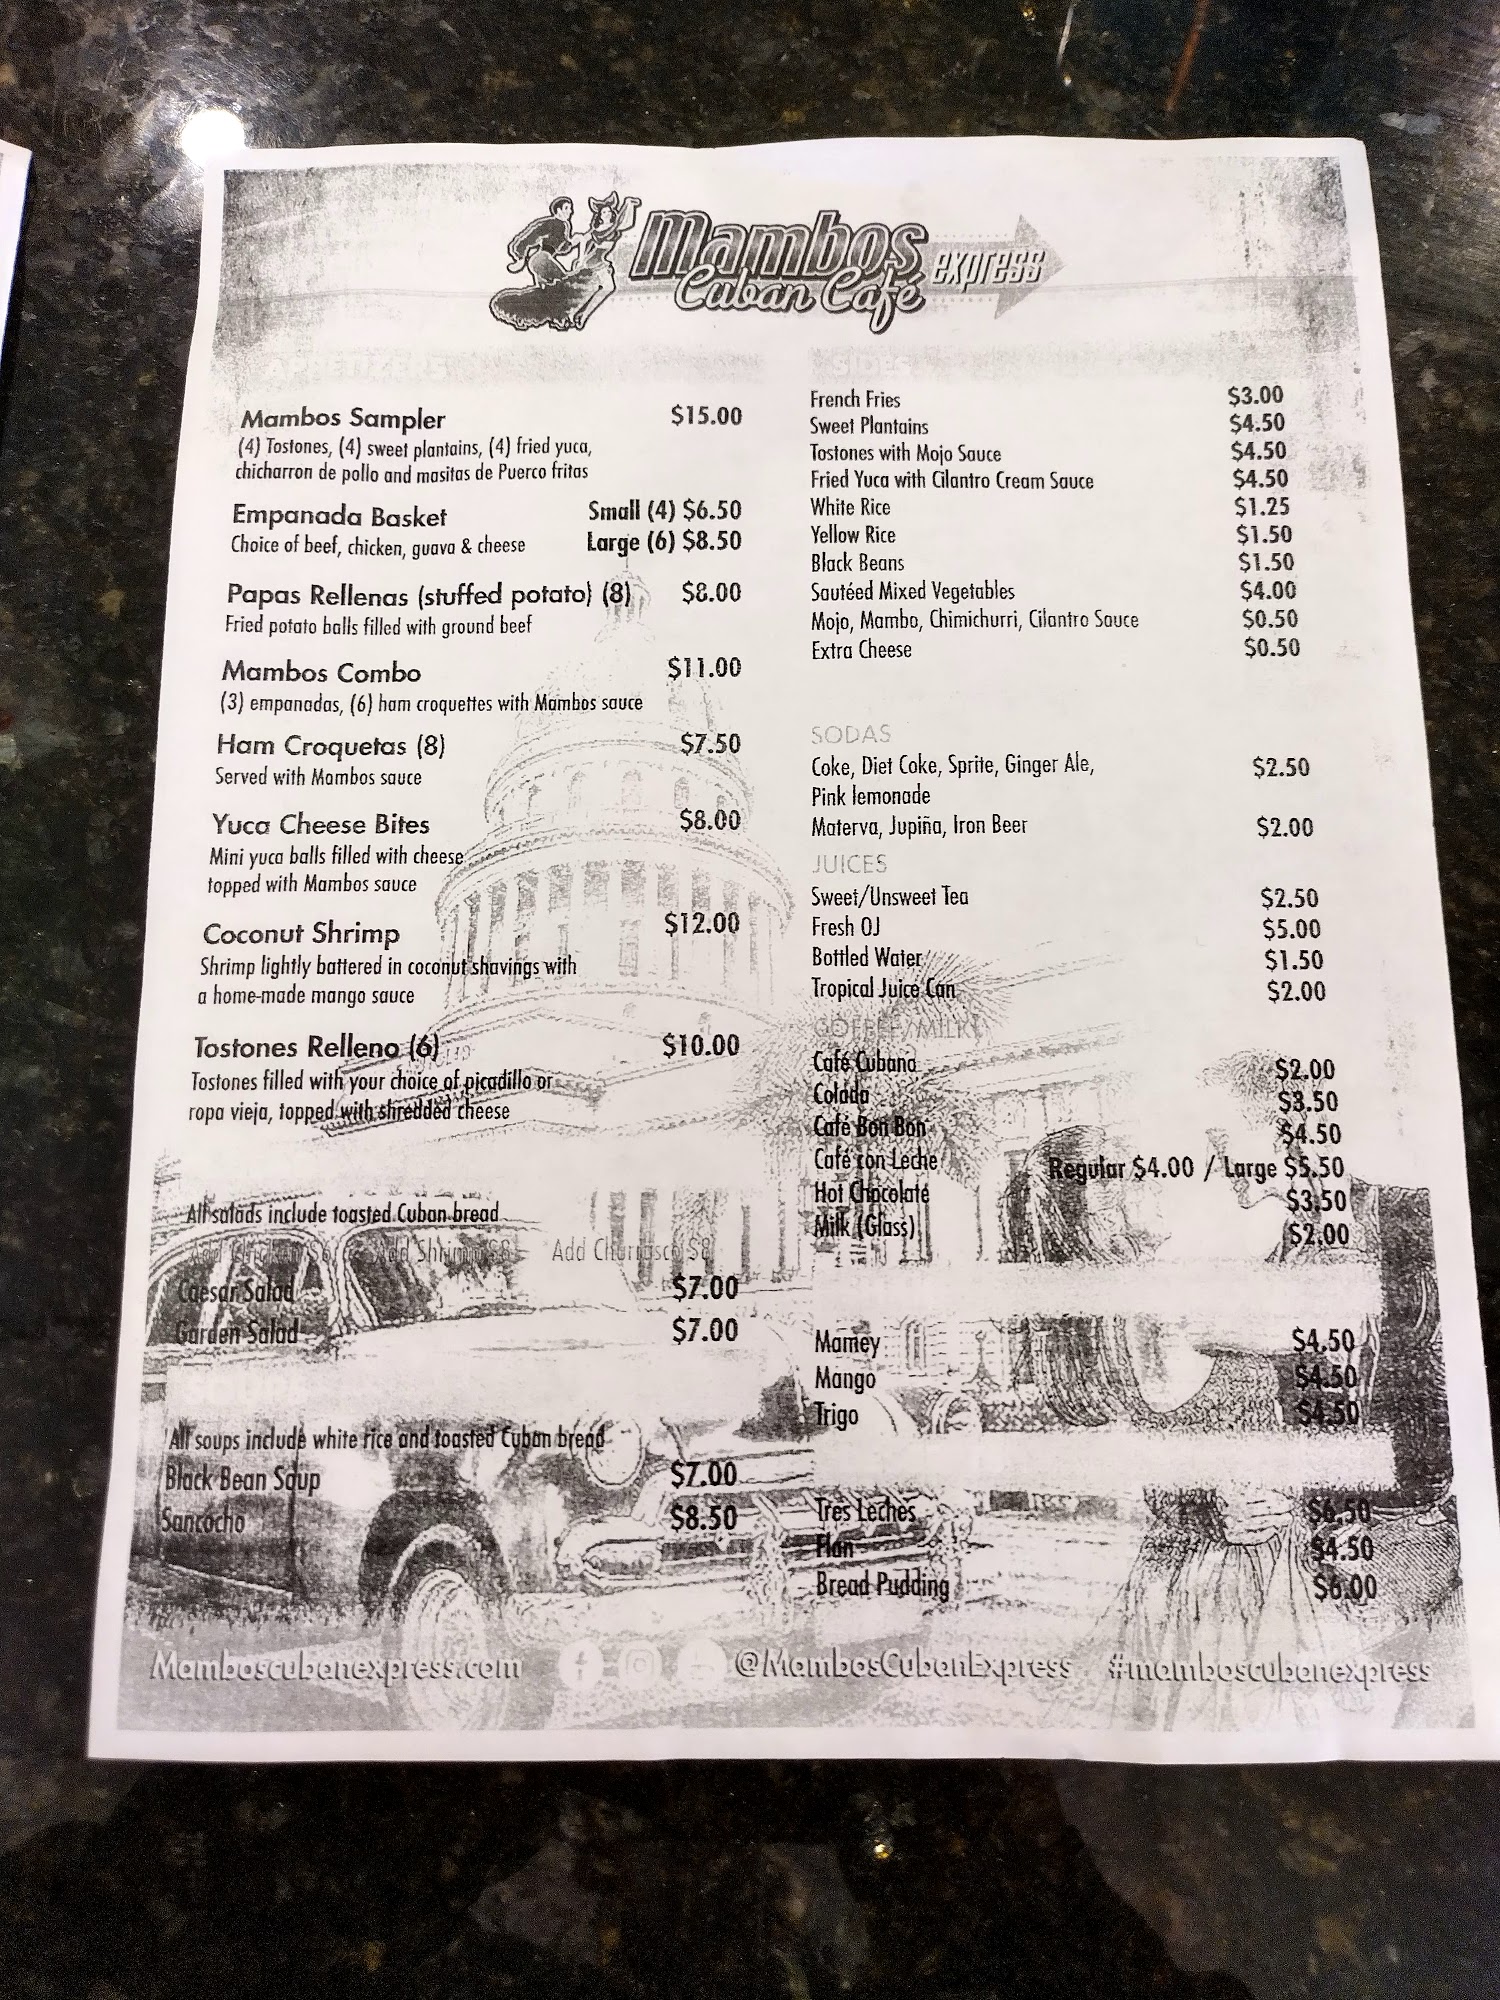 Mambos
Cuban Café
express
APPETIZERS
Mambos Sampler $15.00
(4) Tostones, (4) sweet plantains, (4) fried yuca,
chicharron de pollo and masitas de Puerco fritas
Empanada Basket Small (4) $6.50
Choice of beef, chicken, guava & cheese Large (6) $8.50
Papas Rellenas (stuffed potato) (8) $8.00
Fried potato balls filled with ground beef
Mambos Combo $11.00
(3) empanadas, (6) ham croquettes with Mambos sauce
Ham Croquetas (8) $7.50
Served with Mambos sauce
Yuca Cheese Bites $8.00
Mini yuca balls filled with cheese
topped with Mambos sauce
Coconut Shrimp $12.00
Shrimp lightly battered in coconut shavings with
a home-made mango sauce
Tostones Relleno (6) $10.00
Tostones filled with your choice of picadillo or
ropa vieja, topped with shredded cheese
All salads include toasted Cuban bread
Add Chicken $6 Add Shrimp $8 Add Churrasco $8
Caesar Salad $7.00
Garden Salad $7.00
All soups include white rice and toasted Cuban bread
Black Bean Soup $7.00
Sancocho $8.50
SIDES
French Fries $3.00
Sweet Plantains $4.50
Tostones with Mojo Sauce $4.50
Fried Yuca with Cilantro Cream Sauce $4.50
White Rice $1.25
Yellow Rice $1.50
Black Beans $1.50
Sautéed Mixed Vegetables $4.00
Mojo, Mambo, Chimichurri, Cilantro Sauce $0.50
Extra Cheese $0.50
SODAS
Coke, Diet Coke, Sprite, Ginger Ale, $2.50
Pink lemonade
Materva, Jupiña, Iron Beer $2.00
JUICES
Sweet/Unsweet Tea $2.50
Fresh OJ $5.00
Bottled Water $1.50
Tropical Juice Can $2.00
COFFEE/MILK
Café Cubano $2.00
Colada $3.50
Café Bon Bon $4.50
Café con Leche Regular $4.00 / Large $5.50
Hot Chocolate $3.50
Milk (Glass) $2.00
Mamey $4.50
Mango $4.50
Trigo $4.50
Tres Leches $6.50
Flan $4.50
Bread Pudding $6.00
Mamboscubanexpress.com @MambosCubanExpress #mamboscubanexpress